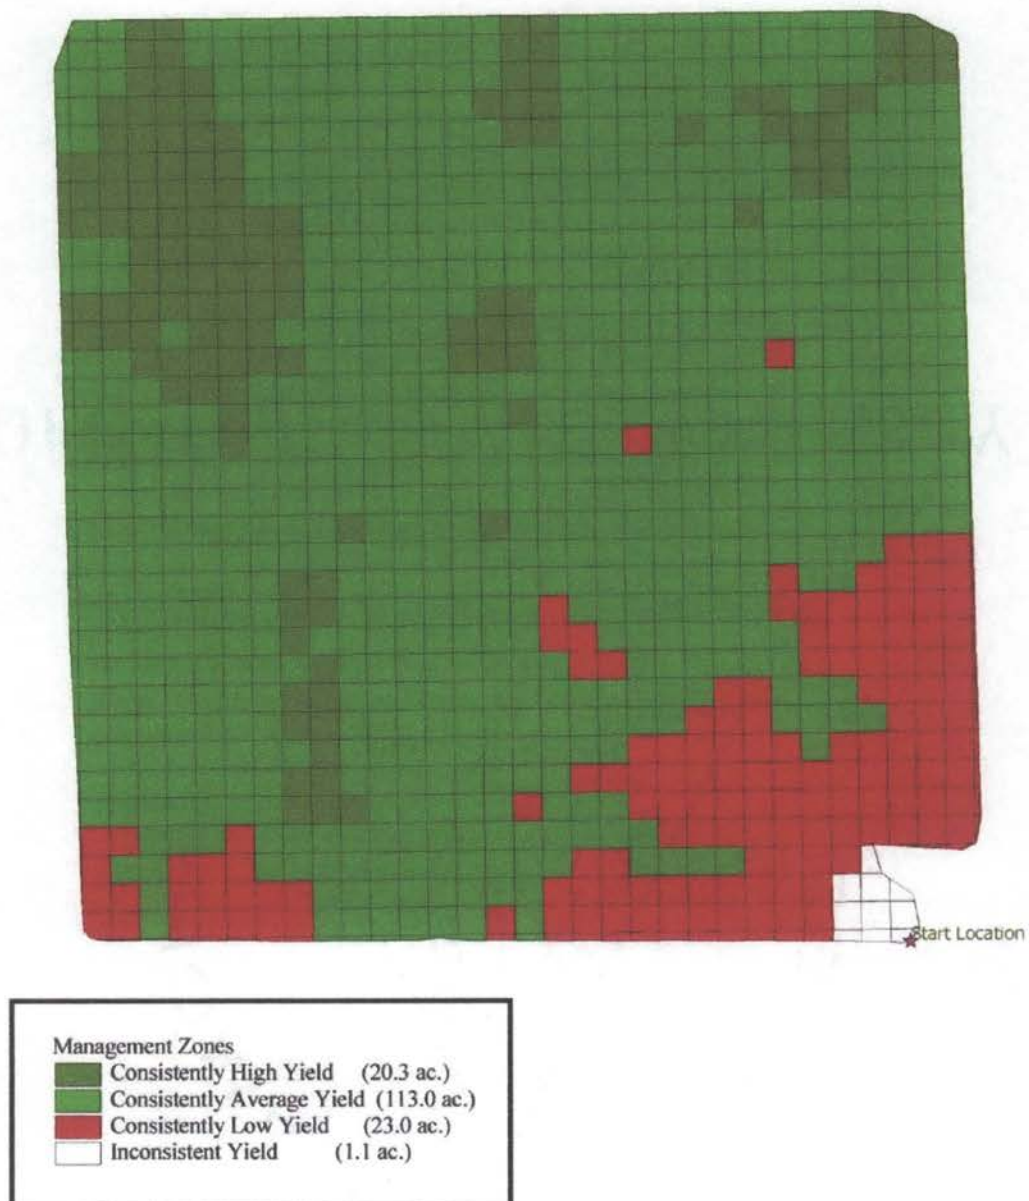 Start Location
Management Zones
Consistently High Yield (20.3 ac.)
Consistently Average Yield (113.0 ac.)
Consistently Low Yield (23.0 ac.)
Inconsistent Yield (1.1 ac.)